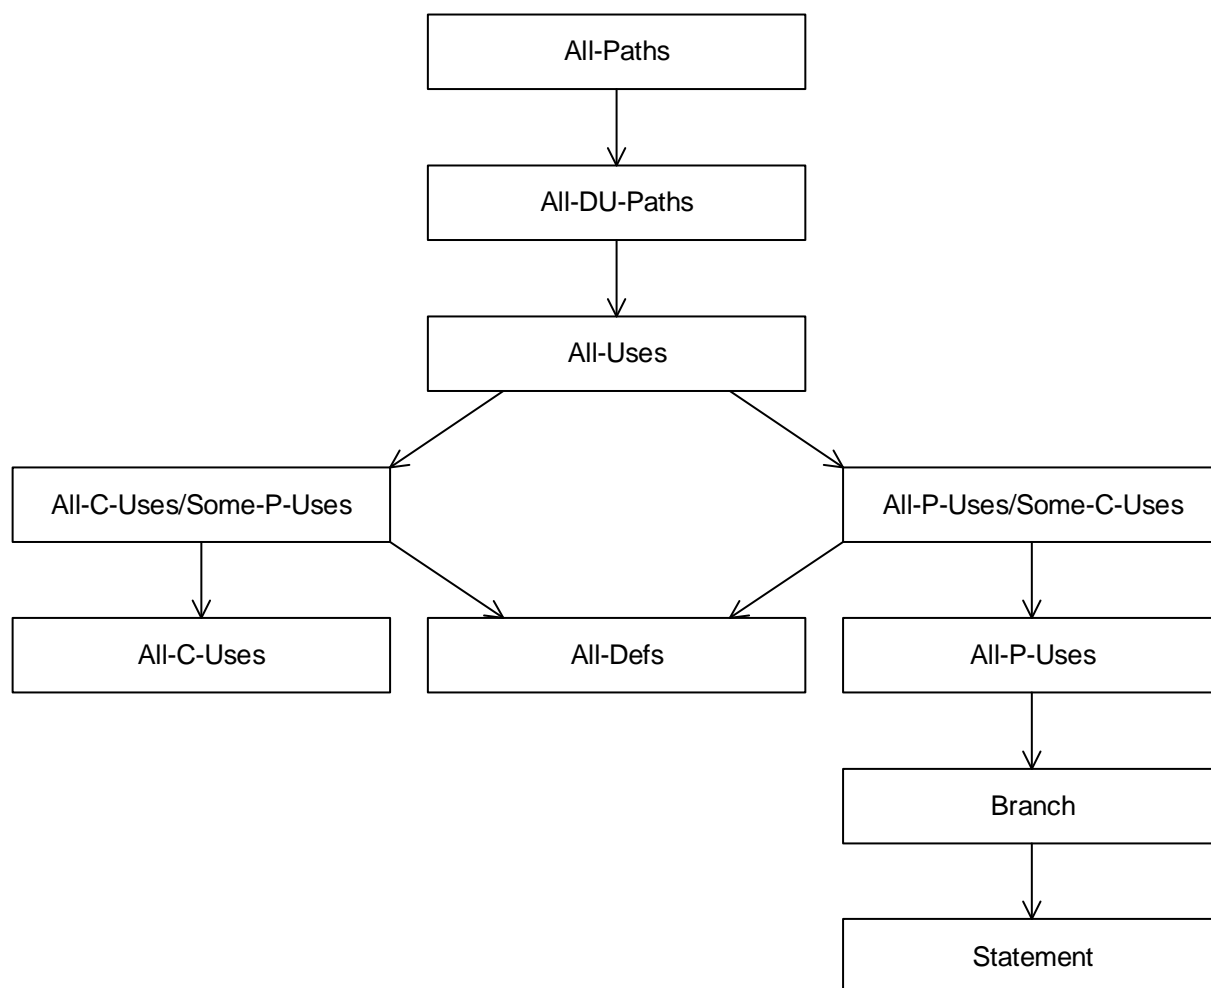 All-Paths
All-DU-Paths
All-Uses
All-C-Uses/Some-P-Uses
All-P-Uses/Some-C-Uses
All-C-Uses
All-Defs
All-P-Uses
Branch
Statement